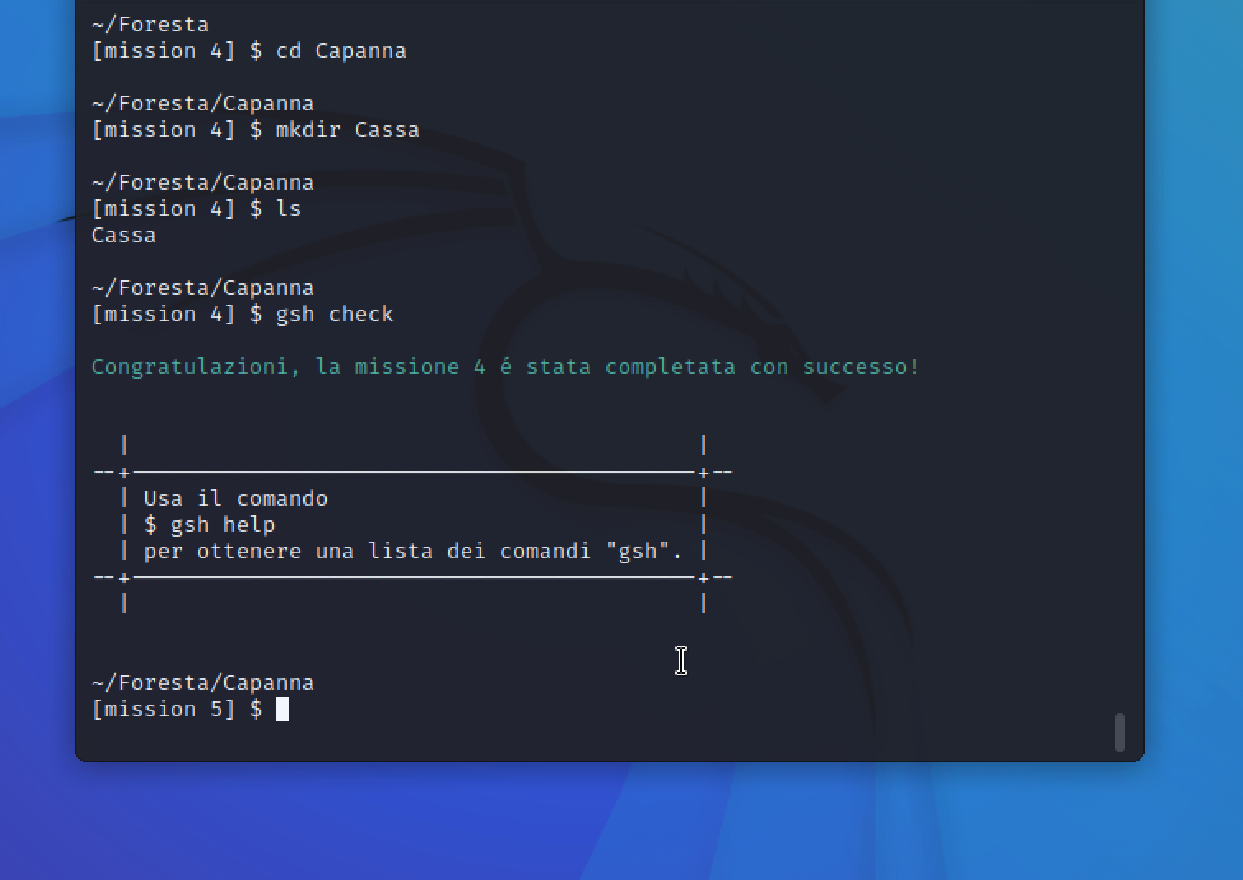 ~/Foresta
[mission 4] $ cd Capanna
~/Foresta/Capanna
[mission 4] $ mkdir Cassa
~/Foresta/Capanna
[mission 4] $ ls
Cassa
~/Foresta/Capanna
[mission 4] $ gsh check
Congratulazioni, la missione 4 é stata completata con successo!
Usa il comando
$ gsh help
per ottenere una lista dei comandi "gsh".
~/Foresta/Capanna
[mission 5] $